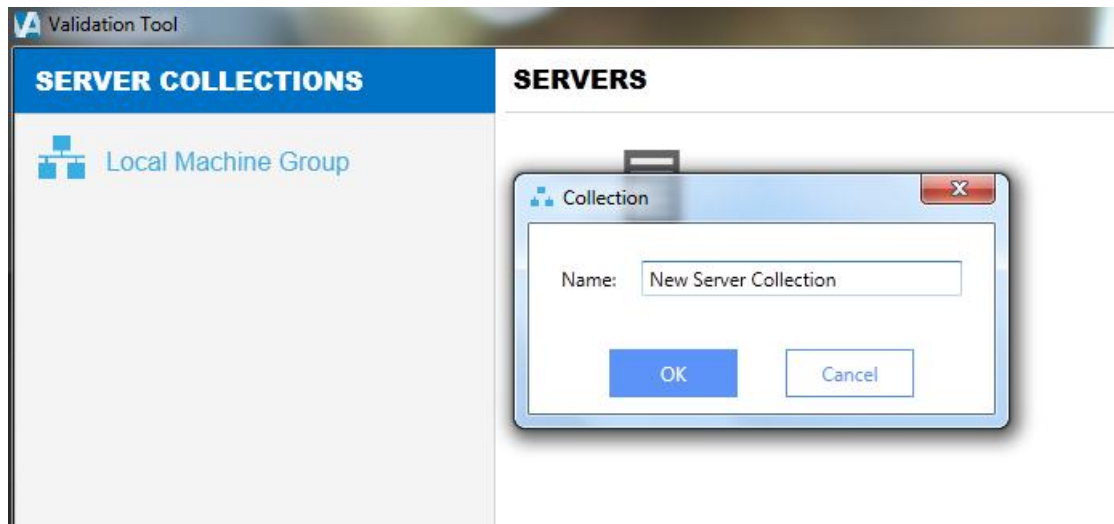 Validation Tool
SERVER COLLECTIONS
SERVERS
Local Machine Group
Collection
Name: New Server Collection
OK Cancel